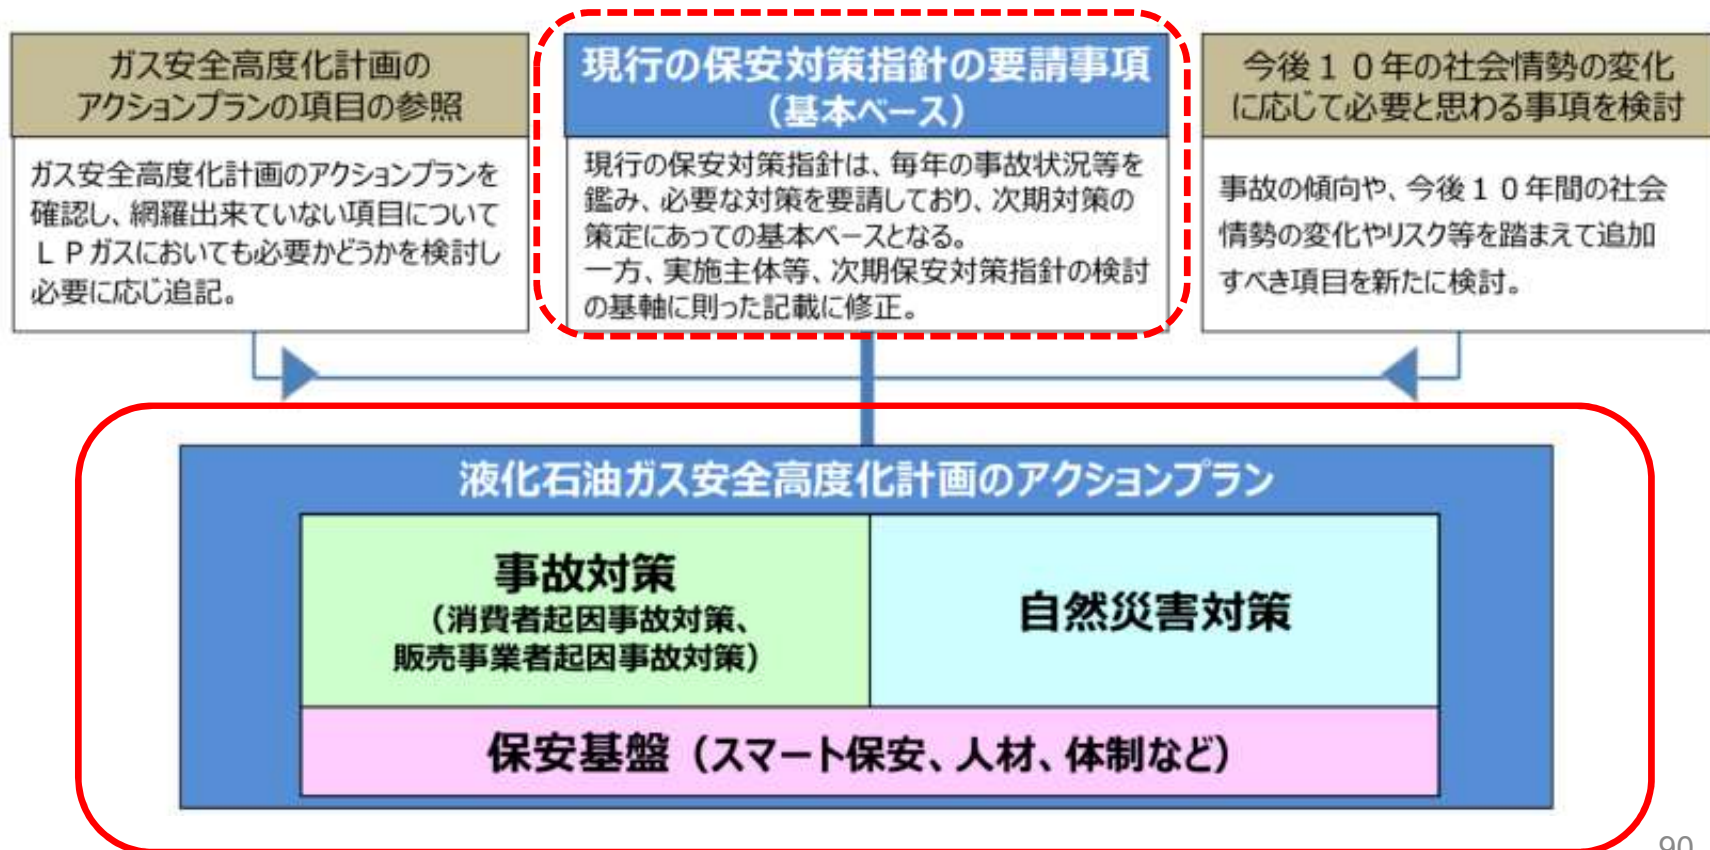 ガス安全高度化計画の
アクションプランの項目の参照
ガス安全高度化計画のアクションプランを
確認し、網羅出来ていない項目について
ＬＰガスにおいても必要かどうかを検討し
必要に応じ追記。
現行の保安対策指針の要請事項
（基本ベース）
現行の保安対策指針は、毎年の事故状況等を
鑑み、必要な対策を要請しており、次期対策の
策定にあっての基本ベースとなる。
一方、実施主体等、次期保安対策指針の検討
の基軸に則った記載に修正。
今後１０年の社会情勢の変化
に応じて必要と思わる事項を検討
事故の傾向や、今後１０年間の社会
情勢の変化やリスク等を踏まえて追加
すべき項目を新たに検討。
液化石油ガス安全高度化計画のアクションプラン
事故対策
（消費者起因事故対策、
販売事業者起因事故対策）
自然災害対策
保安基盤（スマート保安、人材、体制など）
90